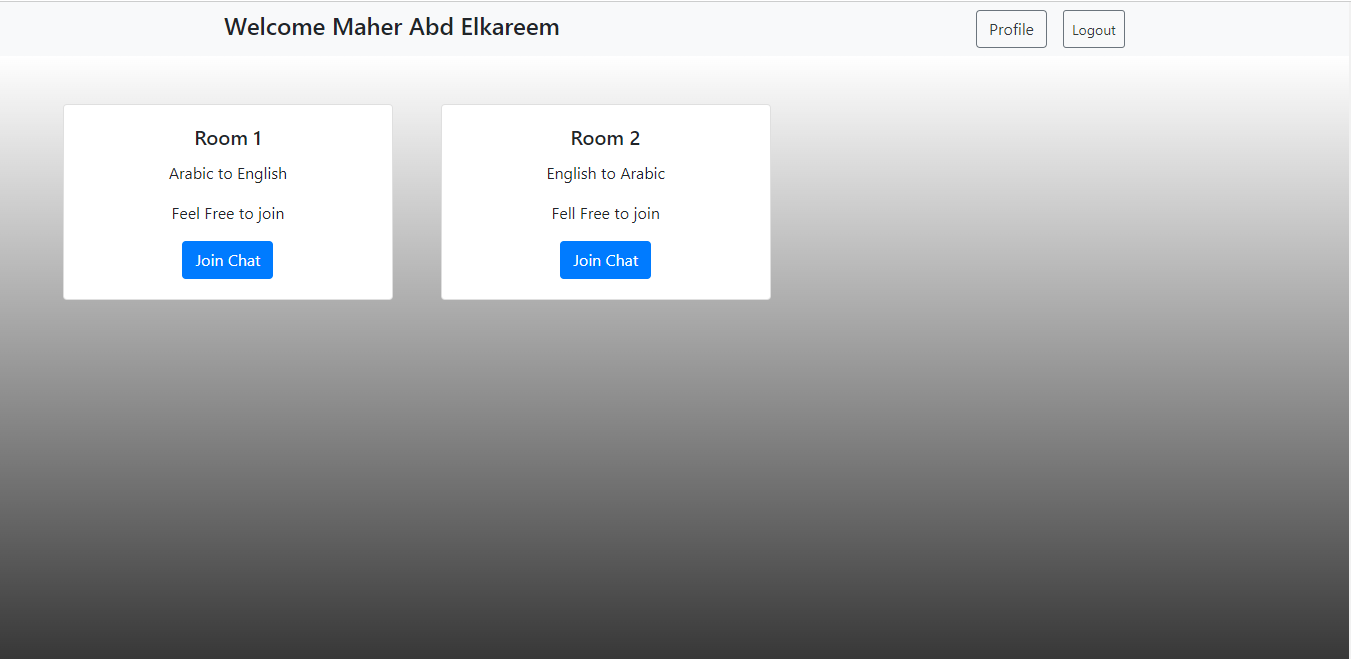 Welcome Maher Abd Elkareem
Profile
Logout
Room 1
Arabic to English
Feel Free to join
Join Chat
Room 2
English to Arabic
Fell Free to join
Join Chat